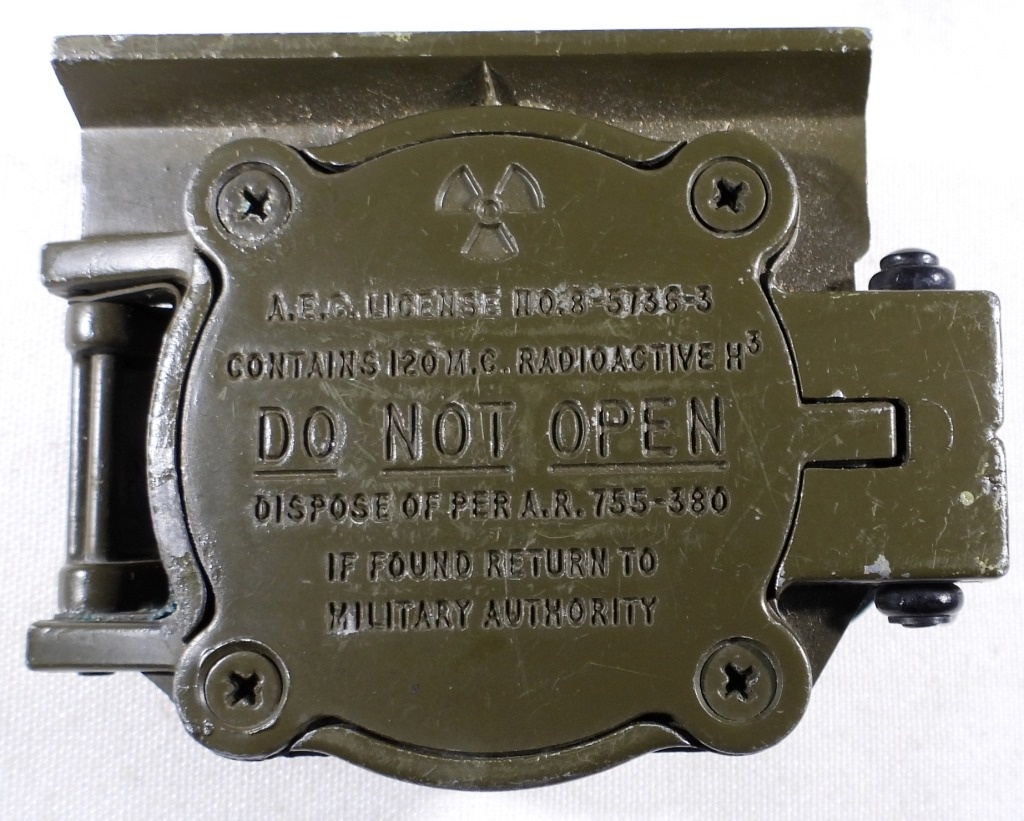 A.E.C. LICENSE NO. 8-5736-3
CONTAINS 120 M.C. RADIOACTIVE H³
DO NOT OPEN
DISPOSE OF PER A.R. 755-380
IF FOUND RETURN TO
MILITARY AUTHORITY